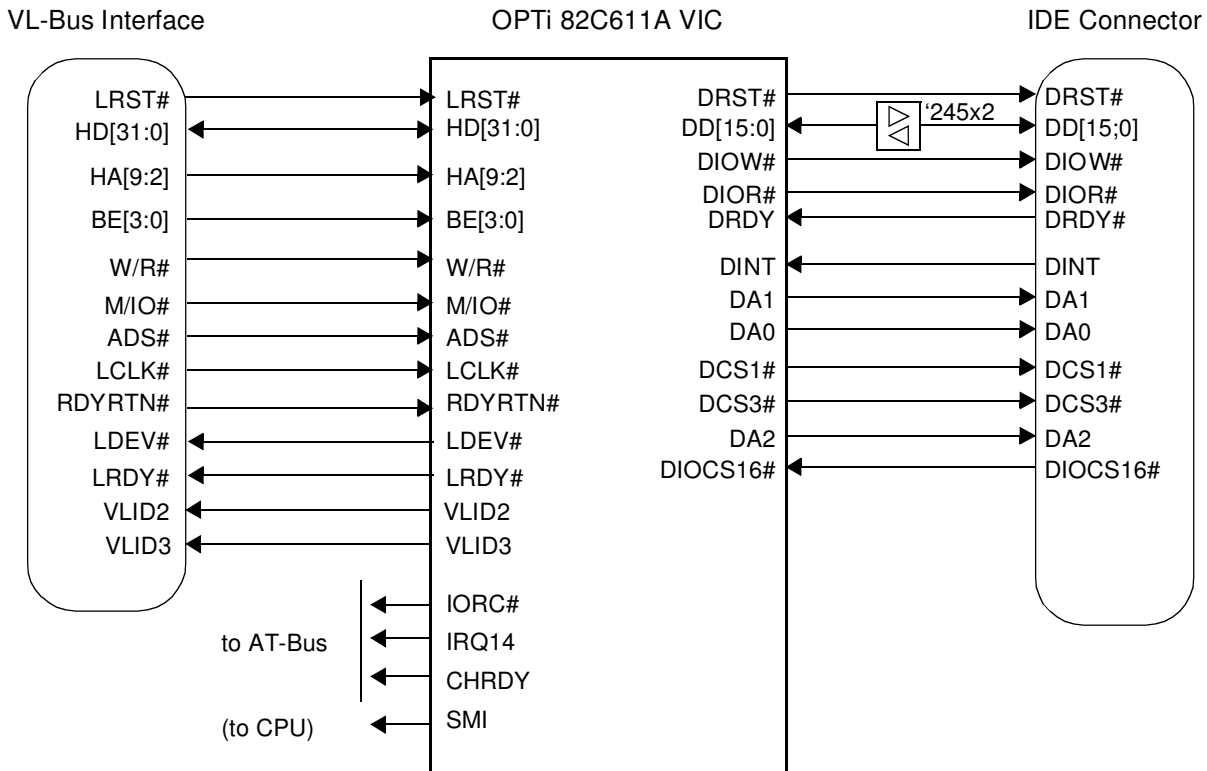 VL-Bus Interface
OPTi 82C611A VIC
IDE Connector
LRST#
HD[31:0]
HA[9:2]
BE[3:0]
W/R#
M/IO#
ADS#
LCLK#
RDYRTN#
LDEV#
LRDY#
VLID2
VLID3
to AT-Bus
(to CPU)
LRST#
HD[31:0]
HA[9:2]
BE[3:0]
W/R#
M/IO#
ADS#
LCLK#
RDYRTN#
LDEV#
LRDY#
VLID2
VLID3
IORC#
IRQ14
CHRDY
SMI
DRST#
DD[15:0]
DIOW#
DIOR#
DRDY
DINT
DA1
DA0
DCS1#
DCS3#
DA2
DIOCS16#
‘245x2
DRST#
DD[15;0]
DIOW#
DIOR#
DRDY#
DINT
DA1
DA0
DCS1#
DCS3#
DA2
DIOCS16#